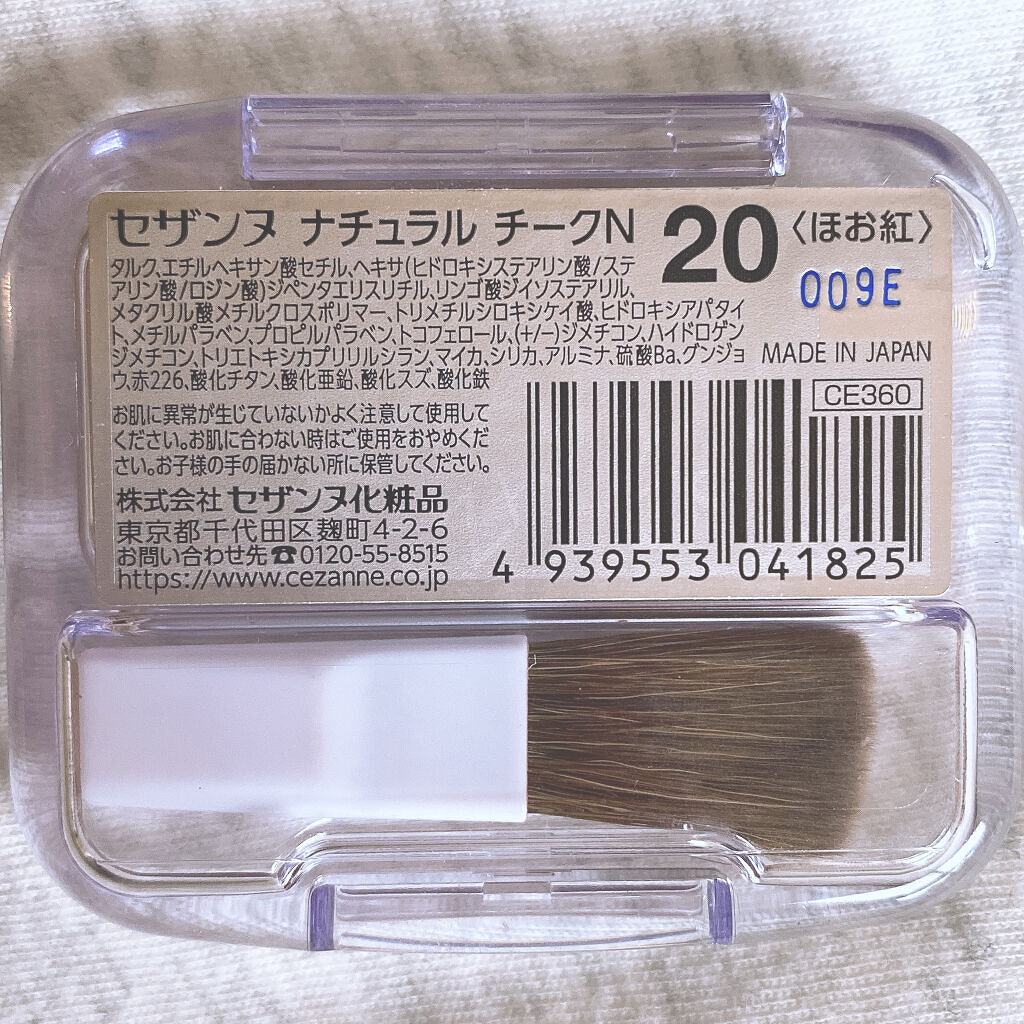 セザンヌ ナチュラル チークN 20 〈ほお紅〉
009E
タルク、エチルヘキサン酸セチル、ヘキサ(ヒドロキシステアリン酸/ステ
アリン酸/ロジン酸)ジペンタエリスリチル、リンゴ酸ジイソステアリル、
メタクリル酸メチルクロスポリマー、トリメチルシロキシケイ酸、ヒドロキシアパタイ
ト、メチルパラベン、プロピルパラベン、トコフェロール、(+/−)ジメチコン、ハイドロゲン
ジメチコン、トリエトキシカプリリルシラン、マイカ、シリカ、アルミナ、硫酸Ba、グンジョ
ウ、赤226、酸化チタン、酸化亜鉛、酸化スズ、酸化鉄
MADE IN JAPAN
CE360
お肌に異常が生じていないかよく注意して使用して
ください。お肌に合わない時はご使用をおやめくだ
さい。お子様の手の届かない所に保管してください。
株式会社 セザンヌ化粧品
東京都千代田区麹町4-2-6
お問い合わせ先☎0120-55-8515
https://www.cezanne.co.jp
4 939553 041825